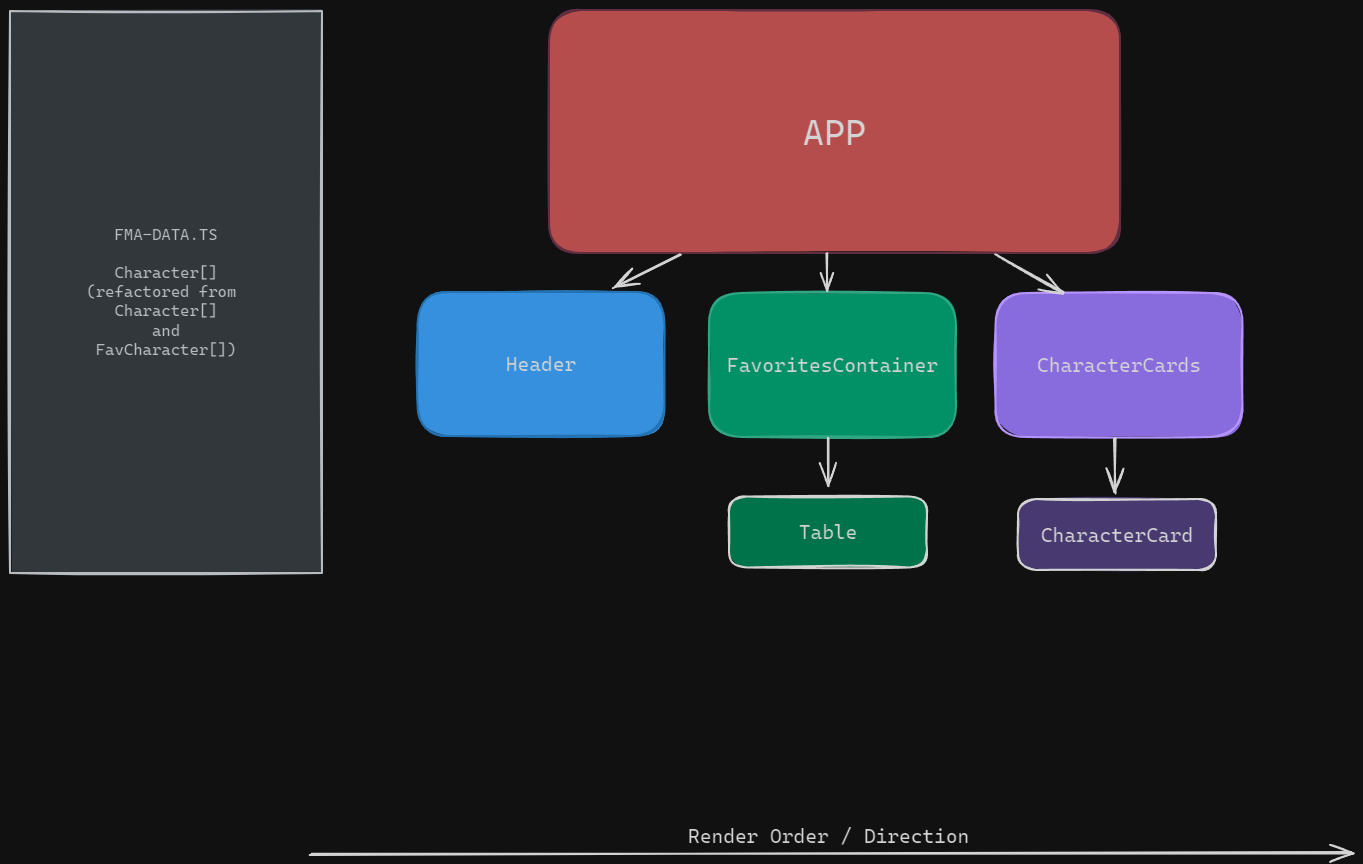 FMA-DATA.TS
Character[]
(refactored from
Character[]
and
FavCharacter[])
APP
Header
FavoritesContainer
CharacterCards
Table
CharacterCard
Render Order / Direction